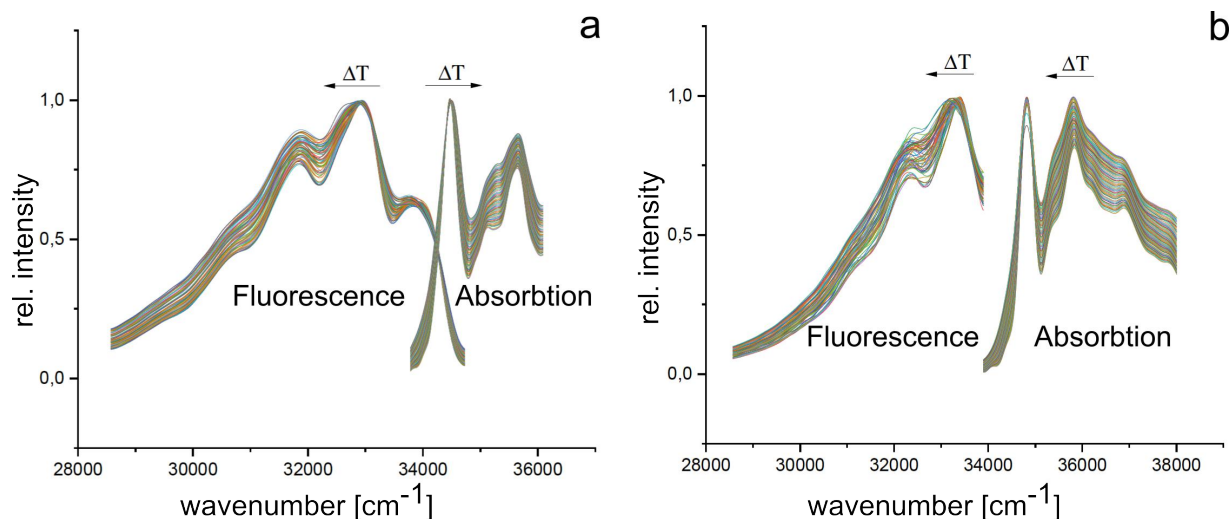 a
ΔT ΔT
1,0
0,5
0,0
rel. intensity
Fluorescence Absorbtion
28000 30000 32000 34000 36000
wavenumber [cm⁻¹]
b
ΔT ΔT
1,0
0,5
0,0
rel. intensity
Fluorescence Absorbtion
28000 30000 32000 34000 36000 38000
wavenumber [cm⁻¹]